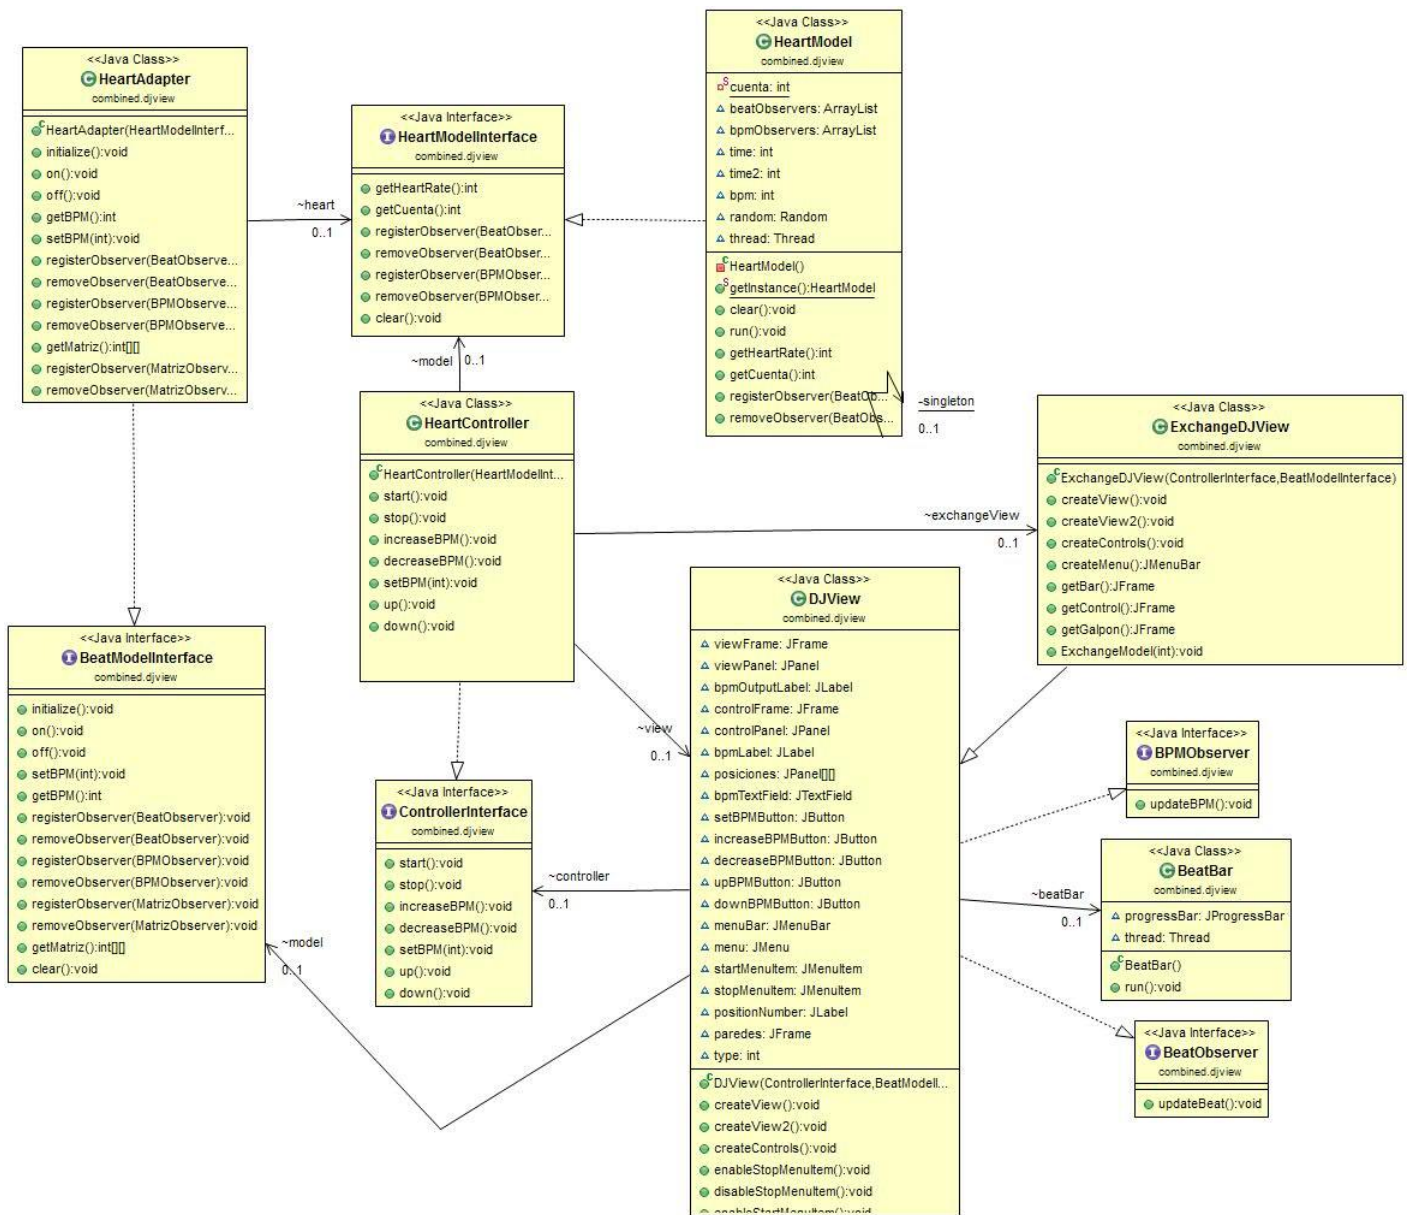 <<Java Class>>
HeartAdapter
combined.djview
HeartAdapter(HeartModelInterf...
initialize():void
on():void
off():void
getBPM():int
setBPM(int):void
registerObserver(BeatObserve...
removeObserver(BeatObserve...
registerObserver(BPMObserve...
removeObserver(BPMObserve...
getMatriz():int[][]
registerObserver(MatrizObserv...
removeObserver(MatrizObserv...
~heart
0..1
<<Java Interface>>
HeartModelInterface
combined.djview
getHeartRate():int
getCuenta():int
registerObserver(BeatObser...
removeObserver(BeatObser...
registerObserver(BPMObser...
removeObserver(BPMObser...
clear():void
<<Java Class>>
HeartModel
combined.djview
cuenta: int
beatObservers: ArrayList
bpmObservers: ArrayList
time: int
time2: int
bpm: int
random: Random
thread: Thread
HeartModel()
getInstance():HeartModel
clear():void
run():void
getHeartRate():int
getCuenta():int
registerObserver(BeatOb...
removeObserver(BeatObs...
-singleton
0..1
~model
0..1
<<Java Class>>
HeartController
combined.djview
HeartController(HeartModelInt...
start():void
stop():void
increaseBPM():void
decreaseBPM():void
setBPM(int):void
up():void
down():void
~exchangeView
0..1
<<Java Class>>
ExchangeDJView
combined.djview
ExchangeDJView(ControllerInterface,BeatModelInterface)
createView():void
createView2():void
createControls():void
createMenu():JMenuBar
getBar():JFrame
getControl():JFrame
getGalpon():JFrame
ExchangeModel(int):void
<<Java Interface>>
BeatModelInterface
combined.djview
initialize():void
on():void
off():void
setBPM(int):void
getBPM():int
registerObserver(BeatObserver):void
removeObserver(BeatObserver):void
registerObserver(BPMObserver):void
removeObserver(BPMObserver):void
registerObserver(MatrizObserver):void
removeObserver(MatrizObserver):void
getMatriz():int[][]
clear():void
~model
0..1
<<Java Interface>>
ControllerInterface
combined.djview
start():void
stop():void
increaseBPM():void
decreaseBPM():void
setBPM(int):void
up():void
down():void
~view
0..1
~controller
0..1
<<Java Class>>
DJView
combined.djview
viewFrame: JFrame
viewPanel: JPanel
bpmOutputLabel: JLabel
controlFrame: JFrame
controlPanel: JPanel
bpmLabel: JLabel
posiciones: JPanel[][]
bpmTextField: JTextField
setBPMButton: JButton
increaseBPMButton: JButton
decreaseBPMButton: JButton
upBPMButton: JButton
downBPMButton: JButton
menuBar: JMenuBar
menu: JMenu
startMenuItem: JMenuItem
stopMenuItem: JMenuItem
positionNumber: JLabel
paredes: JFrame
type: int
DJView(ControllerInterface,BeatModelI...
createView():void
createView2():void
createControls():void
enableStopMenuItem():void
disableStopMenuItem():void
enableStartMenuItem():void
<<Java Interface>>
BPMObserver
combined.djview
updateBPM():void
~beatBar
0..1
<<Java Class>>
BeatBar
combined.djview
progressBar: JProgressBar
thread: Thread
BeatBar()
run():void
<<Java Interface>>
BeatObserver
combined.djview
updateBeat():void